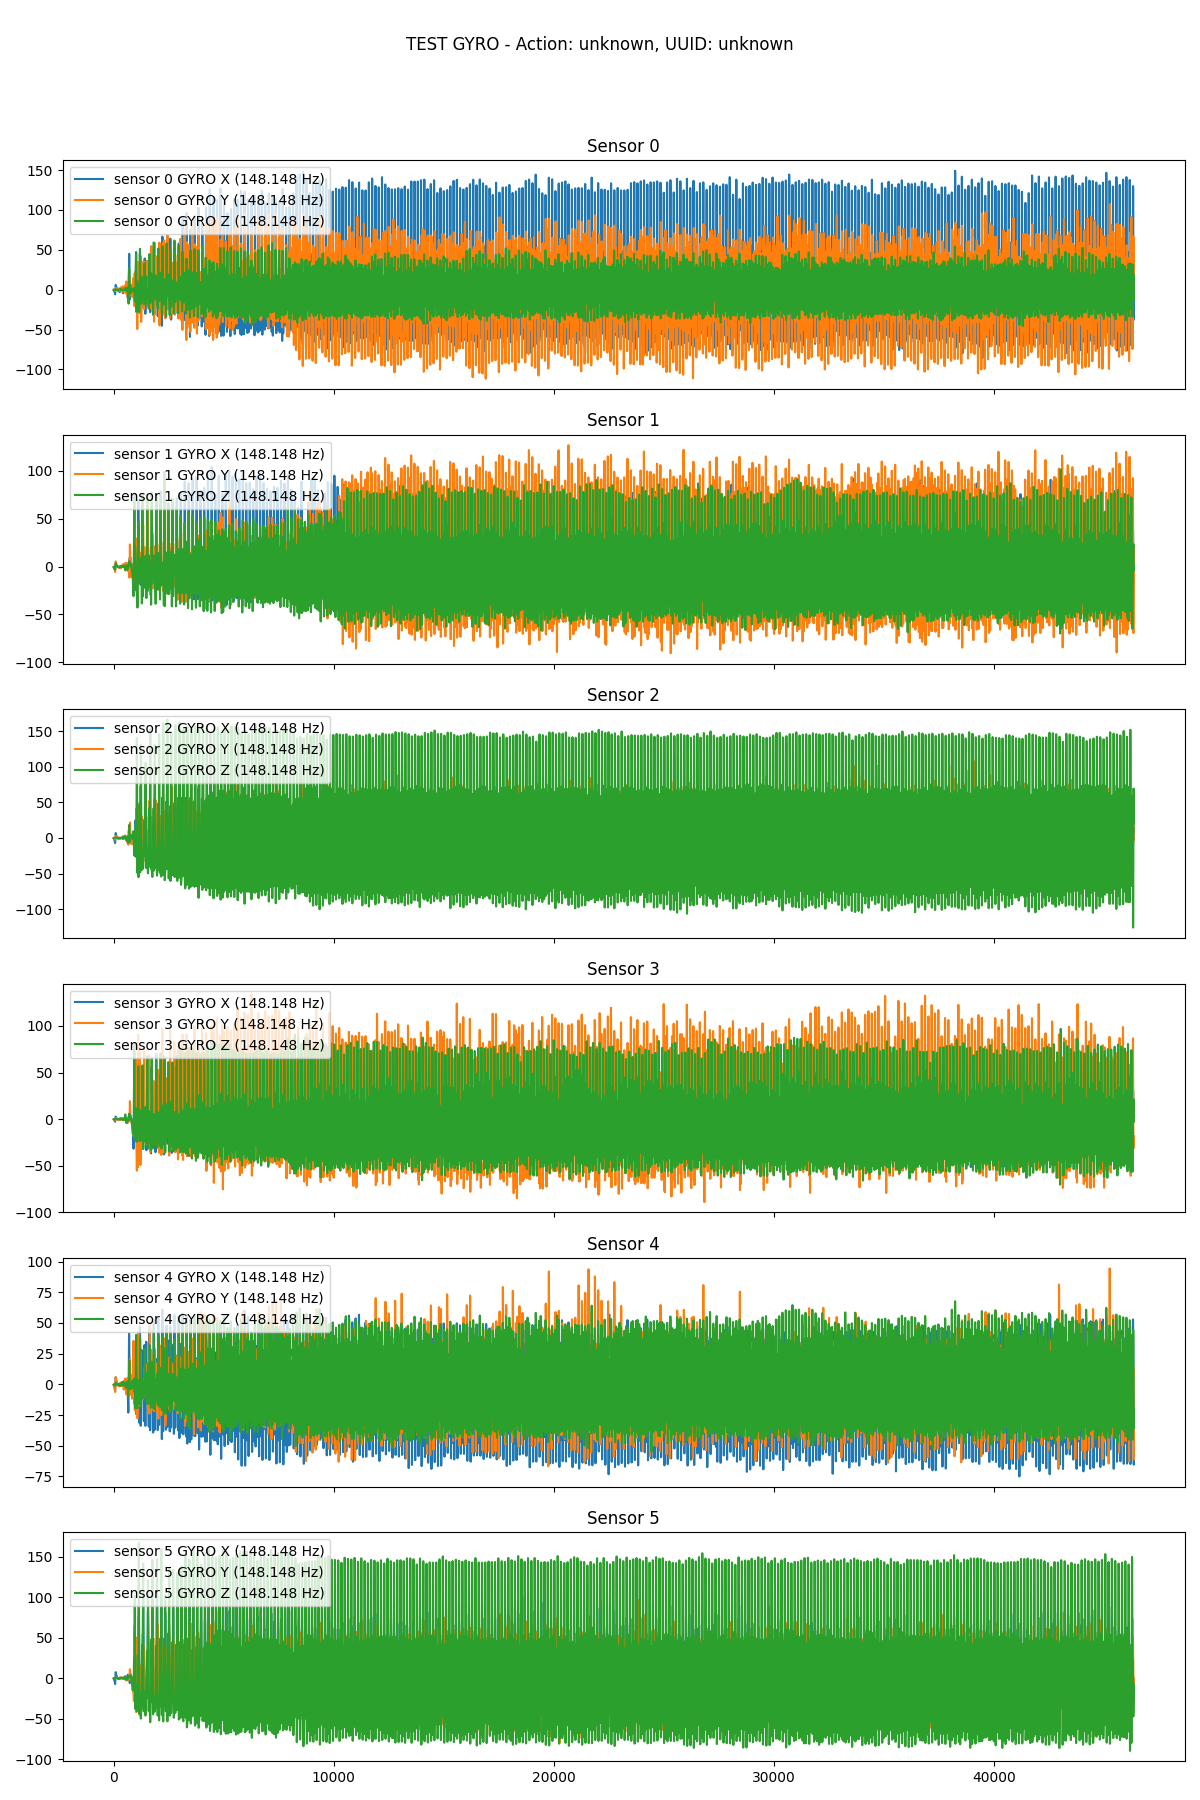 TEST GYRO - Action: unknown, UUID: unknown
Sensor 0
150
100
50
0
−50
−100
sensor 0 GYRO X (148.148 Hz)
sensor 0 GYRO Y (148.148 Hz)
sensor 0 GYRO Z (148.148 Hz)
Sensor 1
100
50
0
−50
−100
sensor 1 GYRO X (148.148 Hz)
sensor 1 GYRO Y (148.148 Hz)
sensor 1 GYRO Z (148.148 Hz)
Sensor 2
150
100
50
0
−50
−100
sensor 2 GYRO X (148.148 Hz)
sensor 2 GYRO Y (148.148 Hz)
sensor 2 GYRO Z (148.148 Hz)
Sensor 3
100
50
0
−50
−100
sensor 3 GYRO X (148.148 Hz)
sensor 3 GYRO Y (148.148 Hz)
sensor 3 GYRO Z (148.148 Hz)
Sensor 4
100
75
50
25
0
−25
−50
−75
sensor 4 GYRO X (148.148 Hz)
sensor 4 GYRO Y (148.148 Hz)
sensor 4 GYRO Z (148.148 Hz)
Sensor 5
150
100
50
0
−50
−100
sensor 5 GYRO X (148.148 Hz)
sensor 5 GYRO Y (148.148 Hz)
sensor 5 GYRO Z (148.148 Hz)
0 10000 20000 30000 40000